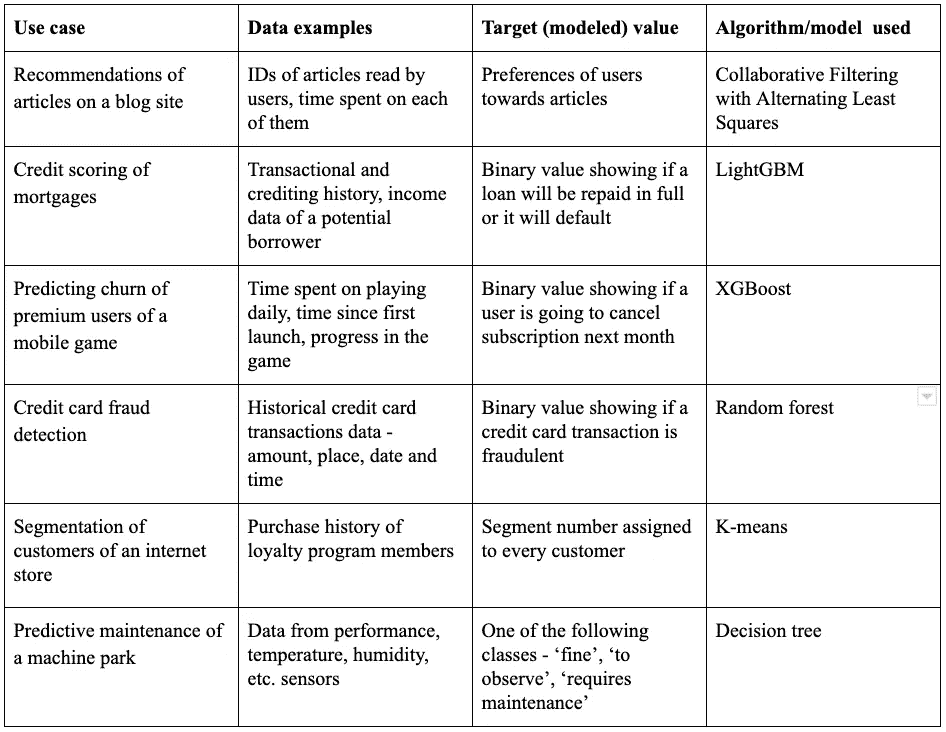 Use case
Data examples
Target (modeled) value
Algorithm/model used
Recommendations of
articles on a blog site
IDs of articles read by
users, time spent on each
of them
Preferences of users
towards articles
Collaborative Filtering
with Alternating Least
Squares
Credit scoring of
mortgages
Transactional and
crediting history, income
data of a potential
borrower
Binary value showing if a
loan will be repaid in full
or it will default
LightGBM
Predicting churn of
premium users of a
mobile game
Time spent on playing
daily, time since first
launch, progress in the
game
Binary value showing if a
user is going to cancel
subscription next month
XGBoost
Credit card fraud
detection
Historical credit card
transactions data -
amount, place, date and
time
Binary value showing if a
credit card transaction is
fraudulent
Random forest
Segmentation of
customers of an internet
store
Purchase history of
loyalty program members
Segment number assigned
to every customer
K-means
Predictive maintenance of
a machine park
Data from performance,
temperature, humidity,
etc. sensors
One of the following
classes - ‘fine’, ‘to
observe’, ‘requires
maintenance’
Decision tree